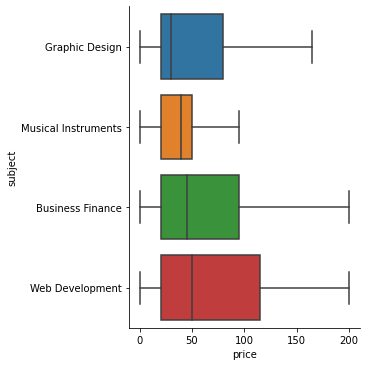 Graphic Design
Musical Instruments
Business Finance
Web Development
subject
0
50
100
150
200
price